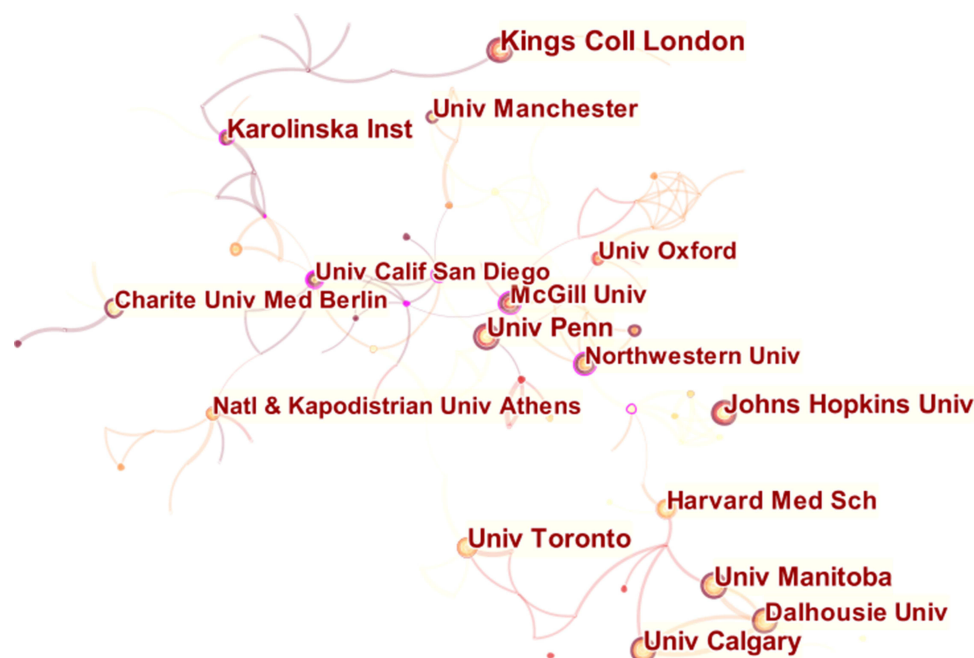 Kings Coll London
Univ Manchester
Karolinska Inst
Univ Oxford
Univ Calif San Diego
McGill Univ
Charite Univ Med Berlin
Univ Penn
Northwestern Univ
Natl & Kapodistrian Univ Athens
Johns Hopkins Univ
Harvard Med Sch
Univ Toronto
Univ Manitoba
Dalhousie Univ
Univ Calgary